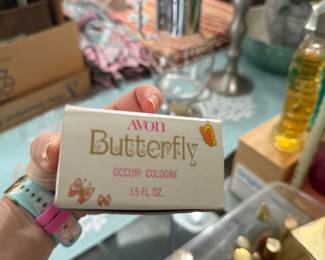 AVON
Butterfly
OCCUR! COLOGNE
1.5 FL. OZ.